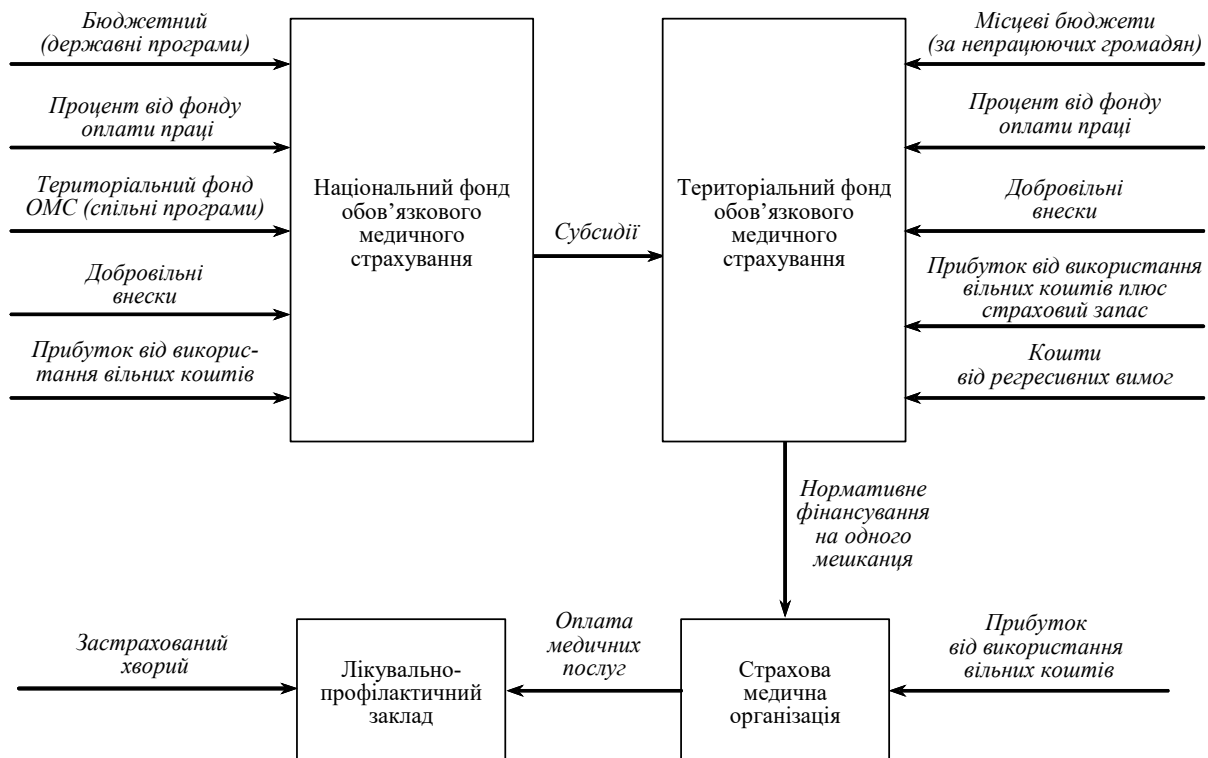 Бюджетний
(державні програми)
Процент від фонду
оплати праці
Територіальний фонд
ОМС (спільні програми)
Добровільні
внески
Прибуток від викорис-
тання вільних коштів
Національний фонд
обов’язкового
медичного
страхування
Субсидії
Територіальний фонд
обов’язкового
медичного
страхування
Місцеві бюджети
(за непрацюючих громадян)
Процент від фонду
оплати праці
Добровільні
внески
Прибуток від використання
вільних коштів плюс
страховий запас
Кошти
від регресивних вимог
Нормативне
фінансування
на одного
мешканця
Застрахований
хворий
Лікувально-
профілактичний
заклад
Оплата
медичних
послуг
Страхова
медична
організація
Прибуток
від використання
вільних коштів